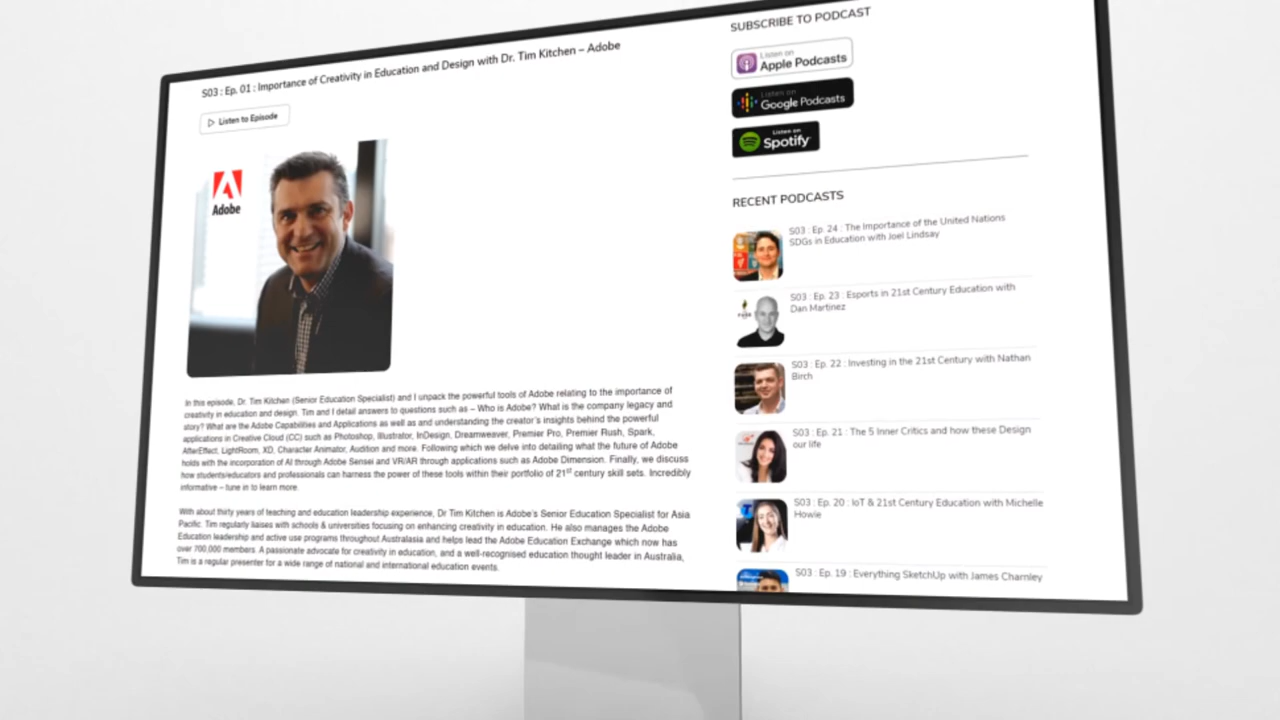 S03 : Ep. 01 : Importance of Creativity in Education and Design with Dr. Tim Kitchen – Adobe
Listen to Episode
Adobe
In this episode, Dr. Tim Kitchen (Senior Education Specialist) and I unpack the powerful tools of Adobe relating to the importance of
creativity in education and design. Tim and I detail answers to questions such as – Who is Adobe? What is the company legacy and
story? What are the Adobe Capabilities and Applications as well as and understanding the creator's insights behind the powerful
applications in Creative Cloud (CC) such as Photoshop, Illustrator, InDesign, Dreamweaver, Premier Pro, Premier Rush, Spark,
AfterEffect, LightRoom, XD, Character Animator, Audition and more. Following which we delve into detailing what the future of Adobe
holds with the incorporation of AI through Adobe Sensei and VR/AR through applications such as Adobe Dimension. Finally, we discuss
how students/educators and professionals can harness the power of these tools within their portfolio of 21st century skill sets. Incredibly
informative – tune in to learn more.
With about thirty years of teaching and education leadership experience, Dr Tim Kitchen is Adobe's Senior Education Specialist for Asia
Pacific. Tim regularly liaises with schools & universities focusing on enhancing creativity in education. He also manages the Adobe
Education leadership and active use programs throughout Australasia and helps lead the Adobe Education Exchange which now has
over 700,000 members. A passionate advocate for creativity in education, and a well-recognised education thought leader in Australia,
Tim is a regular presenter for a wide range of national and international education events.
SUBSCRIBE TO PODCAST
Listen on
Apple Podcasts
Listen on
Google Podcasts
Listen on
Spotify
RECENT PODCASTS
S03 : Ep. 24 : The Importance of the United Nations
SDGs in Education with Joel Lindsay
S03 : Ep. 23 : Esports in 21st Century Education with
Dan Martinez
S03 : Ep. 22 : Investing in the 21st Century with Nathan
Birch
S03 : Ep. 21 : The 5 Inner Critics and how these Design
our life
S03 : Ep. 20 : IoT & 21st Century Education with Michelle
Howie
S03 : Ep. 19 : Everything SketchUp with James Charnley